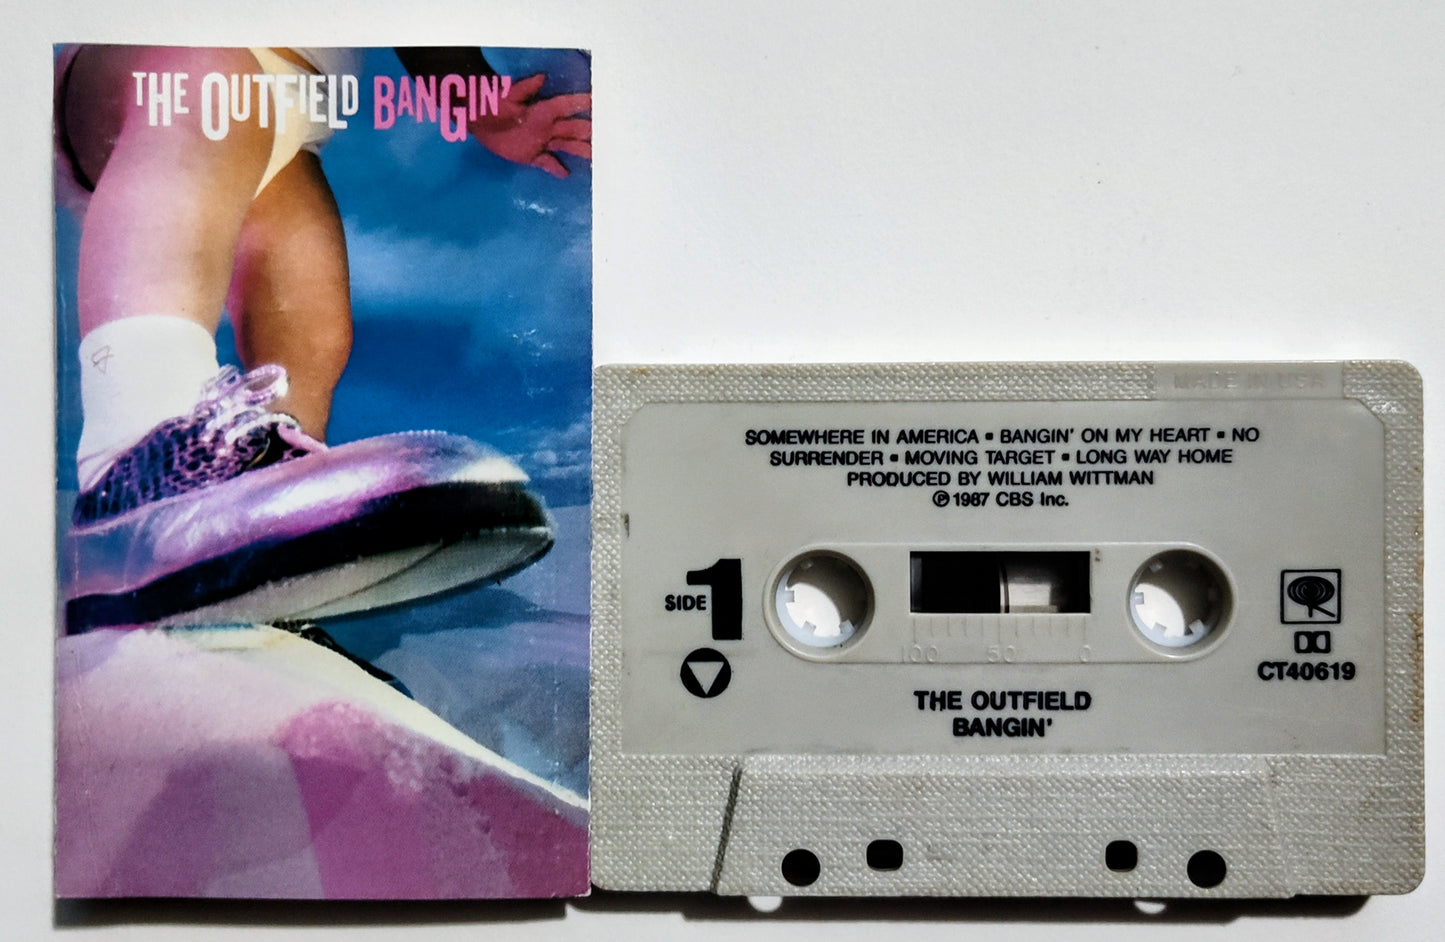 THE OUTFIELD BANGIN'
MADE IN USA
SOMEWHERE IN AMERICA ▪ BANGIN' ON MY HEART ▪ NO
SURRENDER ▪ MOVING TARGET ▪ LONG WAY HOME
PRODUCED BY WILLIAM WITTMAN
℗ 1987 CBS Inc.
SIDE 1
100 50 0
CT40619
THE OUTFIELD
BANGIN'